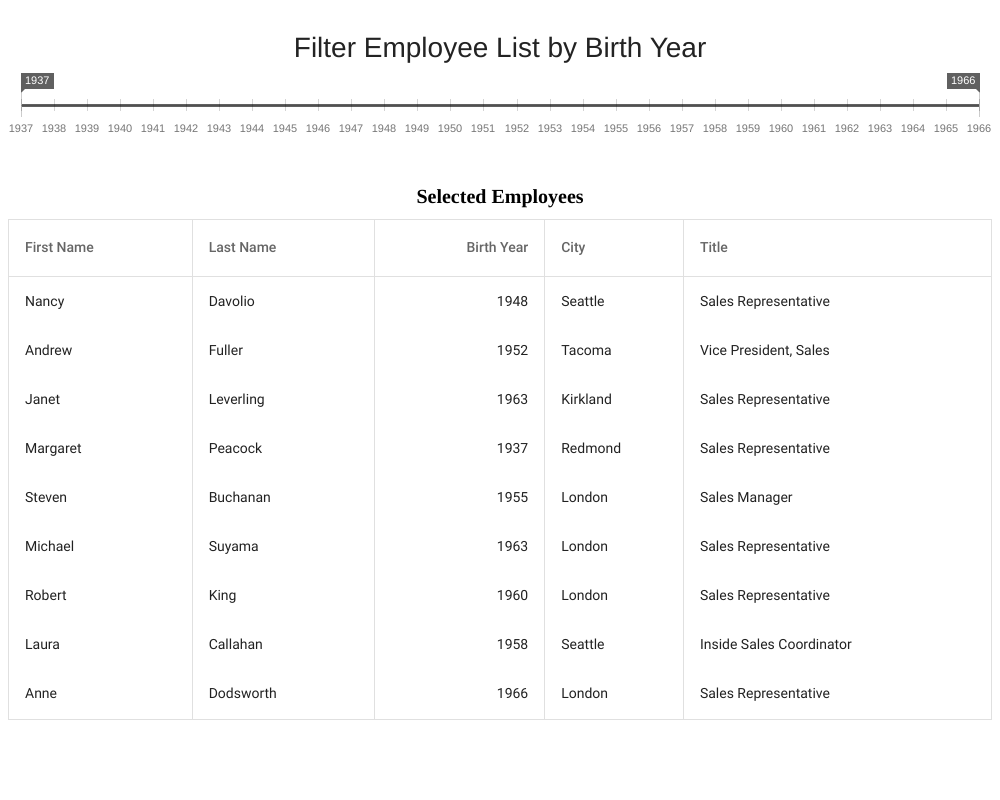 Filter Employee List by Birth Year
1937 1966
1937 1938 1939 1940 1941 1942 1943 1944 1945 1946 1947 1948 1949 1950 1951 1952 1953 1954 1955 1956 1957 1958 1959 1960 1961 1962 1963 1964 1965 1966
Selected Employees
First Name Last Name Birth Year City Title
Nancy Davolio 1948 Seattle Sales Representative
Andrew Fuller 1952 Tacoma Vice President, Sales
Janet Leverling 1963 Kirkland Sales Representative
Margaret Peacock 1937 Redmond Sales Representative
Steven Buchanan 1955 London Sales Manager
Michael Suyama 1963 London Sales Representative
Robert King 1960 London Sales Representative
Laura Callahan 1958 Seattle Inside Sales Coordinator
Anne Dodsworth 1966 London Sales Representative